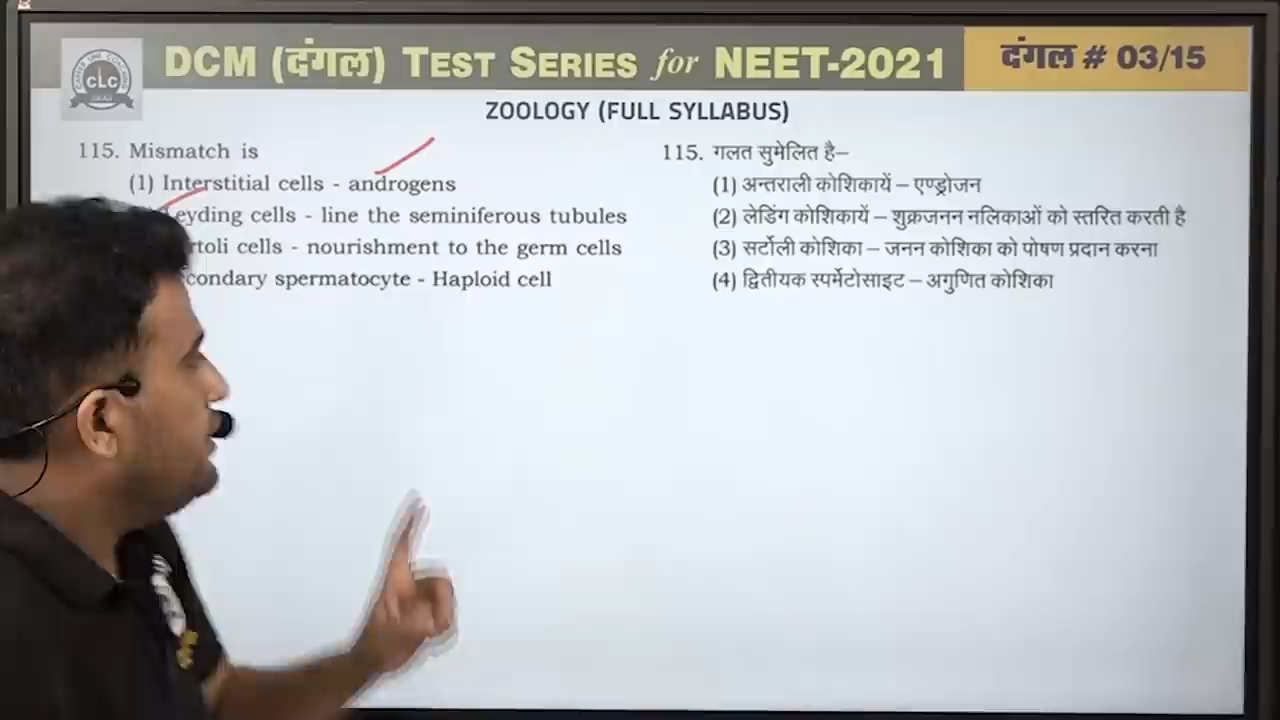 CLC
DCM (दंगल) TEST SERIES for NEET-2021
दंगल # 03/15
ZOOLOGY (FULL SYLLABUS)
115. Mismatch is
(1) Interstitial cells - androgens
Leyding cells - line the seminiferous tubules
rtoli cells - nourishment to the germ cells
condary spermatocyte - Haploid cell
115. गलत सुमेलित है–
(1) अन्तराली कोशिकायें – एण्ड्रोजन
(2) लेडिंग कोशिकायें – शुक्रजनन नलिकाओं को स्तरित करती है
(3) सर्टोली कोशिका – जनन कोशिका को पोषण प्रदान करना
(4) द्वितीयक स्पर्मेटोसाइट – अगुणित कोशिका